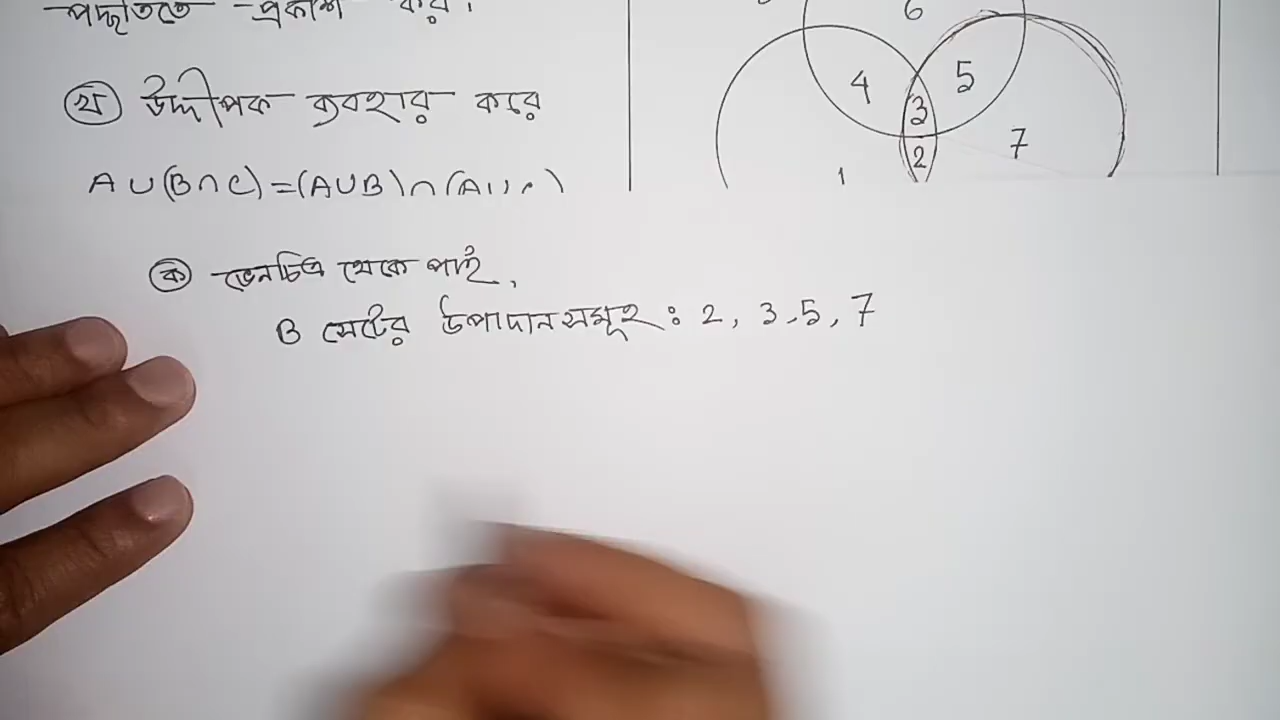 পদ্ধতিতে প্রকাশ কর।
6
4 5
3
7
2
1
খ উদ্দীপক ব্যবহার করে
A ∪ (B ∩ C) = (A ∪ B) ∩ (A ∪
ক ভেনচিত্র থেকে পাই,
B সেটের উপাদানসমূহ : 2, 3, 5, 7